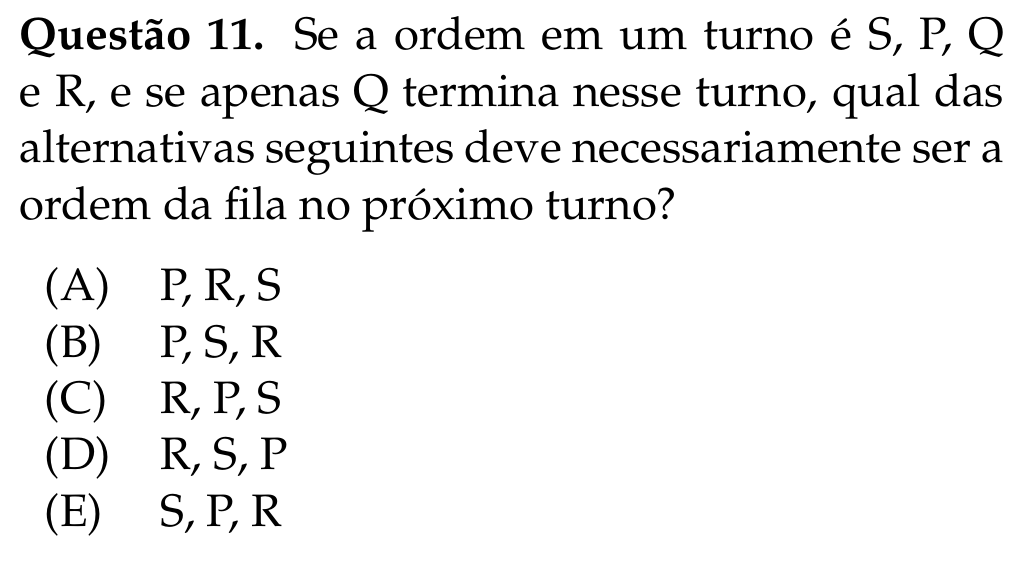 Questão 11. Se a ordem em um turno é S, P, Q
e R, e se apenas Q termina nesse turno, qual das
alternativas seguintes deve necessariamente ser a
ordem da fila no próximo turno?
(A) P, R, S
(B) P, S, R
(C) R, P, S
(D) R, S, P
(E) S, P, R